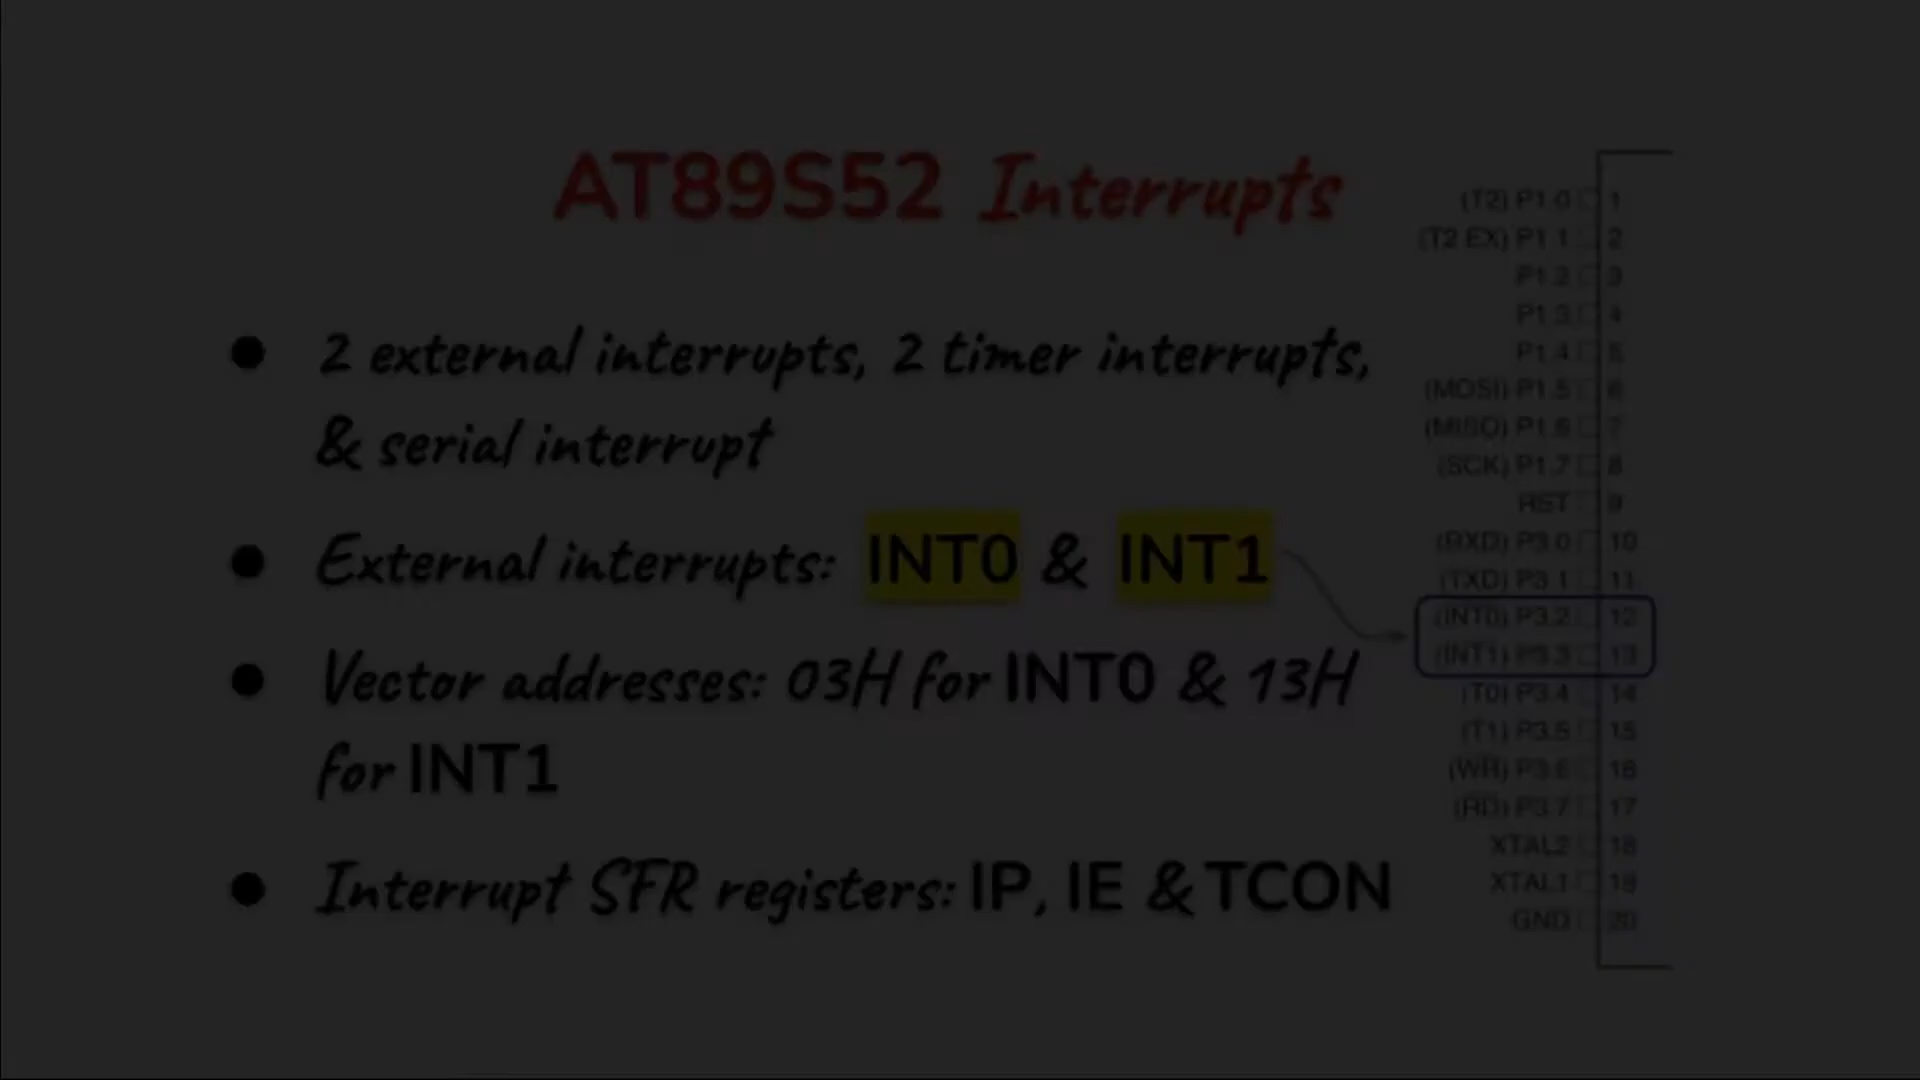 AT89S52 Interrupts
● 2 external interrupts, 2 timer interrupts,
& serial interrupt
● External interrupts: INT0 & INT1
● Vector addresses: 03H for INT0 & 13H
for INT1
● Interrupt SFR registers: IP, IE & TCON
(T2) P1.0 1
(T2 EX) P1.1 2
P1.2 3
P1.3 4
P1.4 5
(MOSI) P1.5 6
(MISO) P1.6 7
(SCK) P1.7 8
RST 9
(RXD) P3.0 10
(TXD) P3.1 11
(INT0) P3.2 12
(INT1) P3.3 13
(T0) P3.4 14
(T1) P3.5 15
(WR) P3.6 16
(RD) P3.7 17
XTAL2 18
XTAL1 19
GND 20